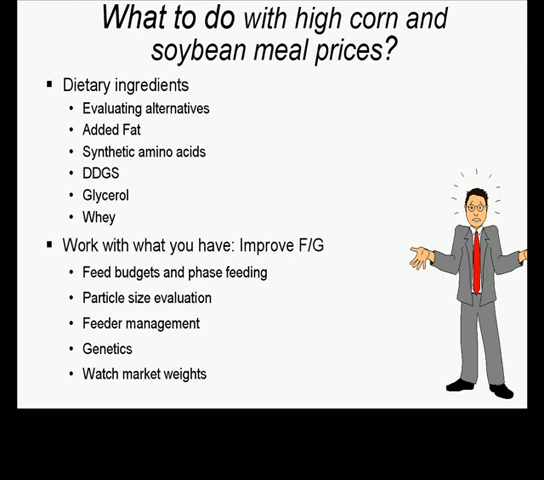 What to do with high corn and
soybean meal prices?
▪ Dietary ingredients
• Evaluating alternatives
• Added Fat
• Synthetic amino acids
• DDGS
• Glycerol
• Whey
▪ Work with what you have: Improve F/G
• Feed budgets and phase feeding
• Particle size evaluation
• Feeder management
• Genetics
• Watch market weights